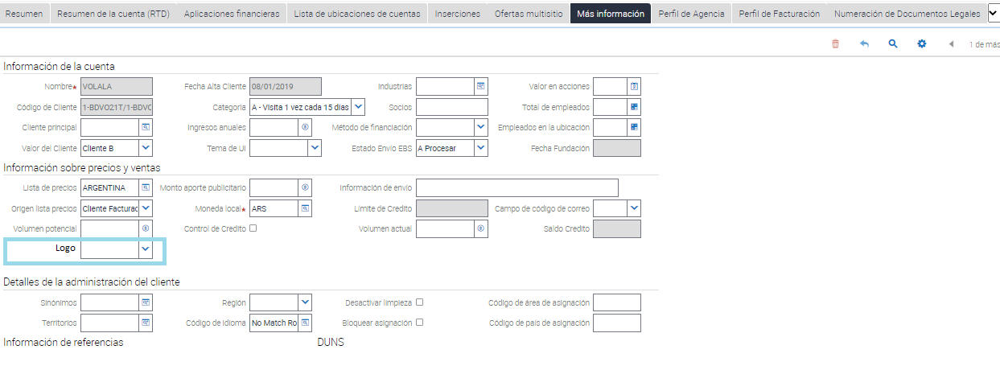 Resumen Resumen de la cuenta (RTD) Aplicaciones financieras Lista de ubicaciones de cuentas Inserciones Ofertas multisitio Más información Perfil de Agencia Perfil de Facturación Numeración de Documentos Legales
1 de más
Información de la cuenta
Nombre* VOLALA Fecha Alta Cliente 08/01/2019 Industrias Valor en acciones
Código de Cliente 1-BDVO21T/1-BDVO Categoria A - Visita 1 vez cada 15 días Socios Total de empleados
Cliente principal Ingresos anuales Método de financiación Empleados en la ubicación
Valor del Cliente Cliente B Tema de UI Estado Envío EBS A Procesar Fecha Fundación
Información sobre precios y ventas
Lista de precios ARGENTINA Monto aporte publicitario Información de envío
Origen lista precios Cliente Facturac Moneda local* ARS Límite de Credito Campo de código de correo
Volumen potencial Control de Credito Volumen actual Saldo Credito
Logo
Detalles de la administración del cliente
Sinónimos Región Desactivar limpieza Código de área de asignación
Territorios Código de idioma No Match Ro Bloquear asignación Código de país de asignación
Información de referencias DUNS